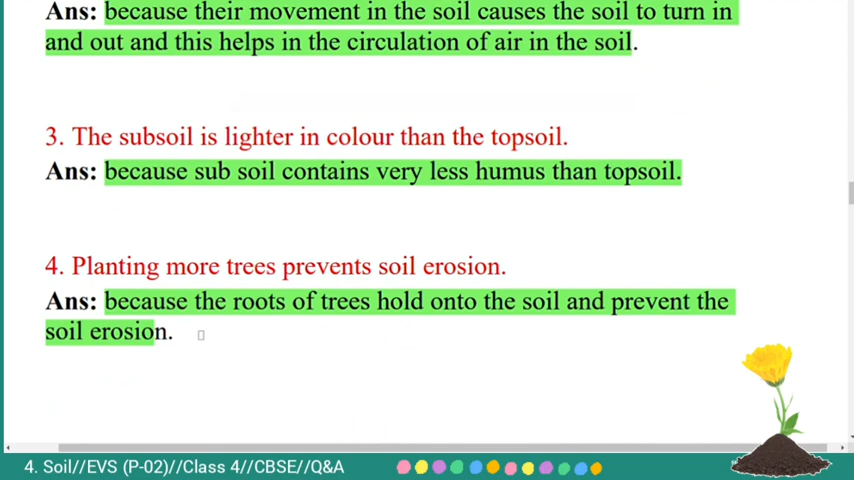 Ans: because their movement in the soil causes the soil to turn in
and out and this helps in the circulation of air in the soil.
3. The subsoil is lighter in colour than the topsoil.
Ans: because sub soil contains very less humus than topsoil.
4. Planting more trees prevents soil erosion.
Ans: because the roots of trees hold onto the soil and prevent the
soil erosion.
4. Soil//EVS (P-02)//Class 4//CBSE//Q&A